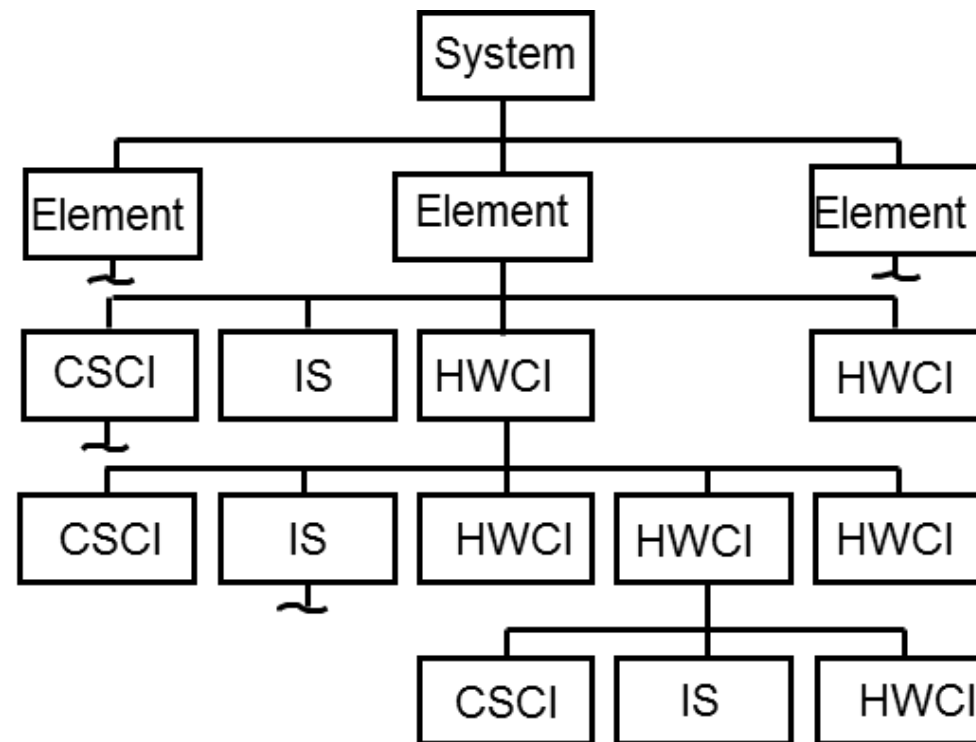 System
Element
Element
Element
CSCI
IS
HWCI
HWCI
CSCI
IS
HWCI
HWCI
HWCI
CSCI
IS
HWCI